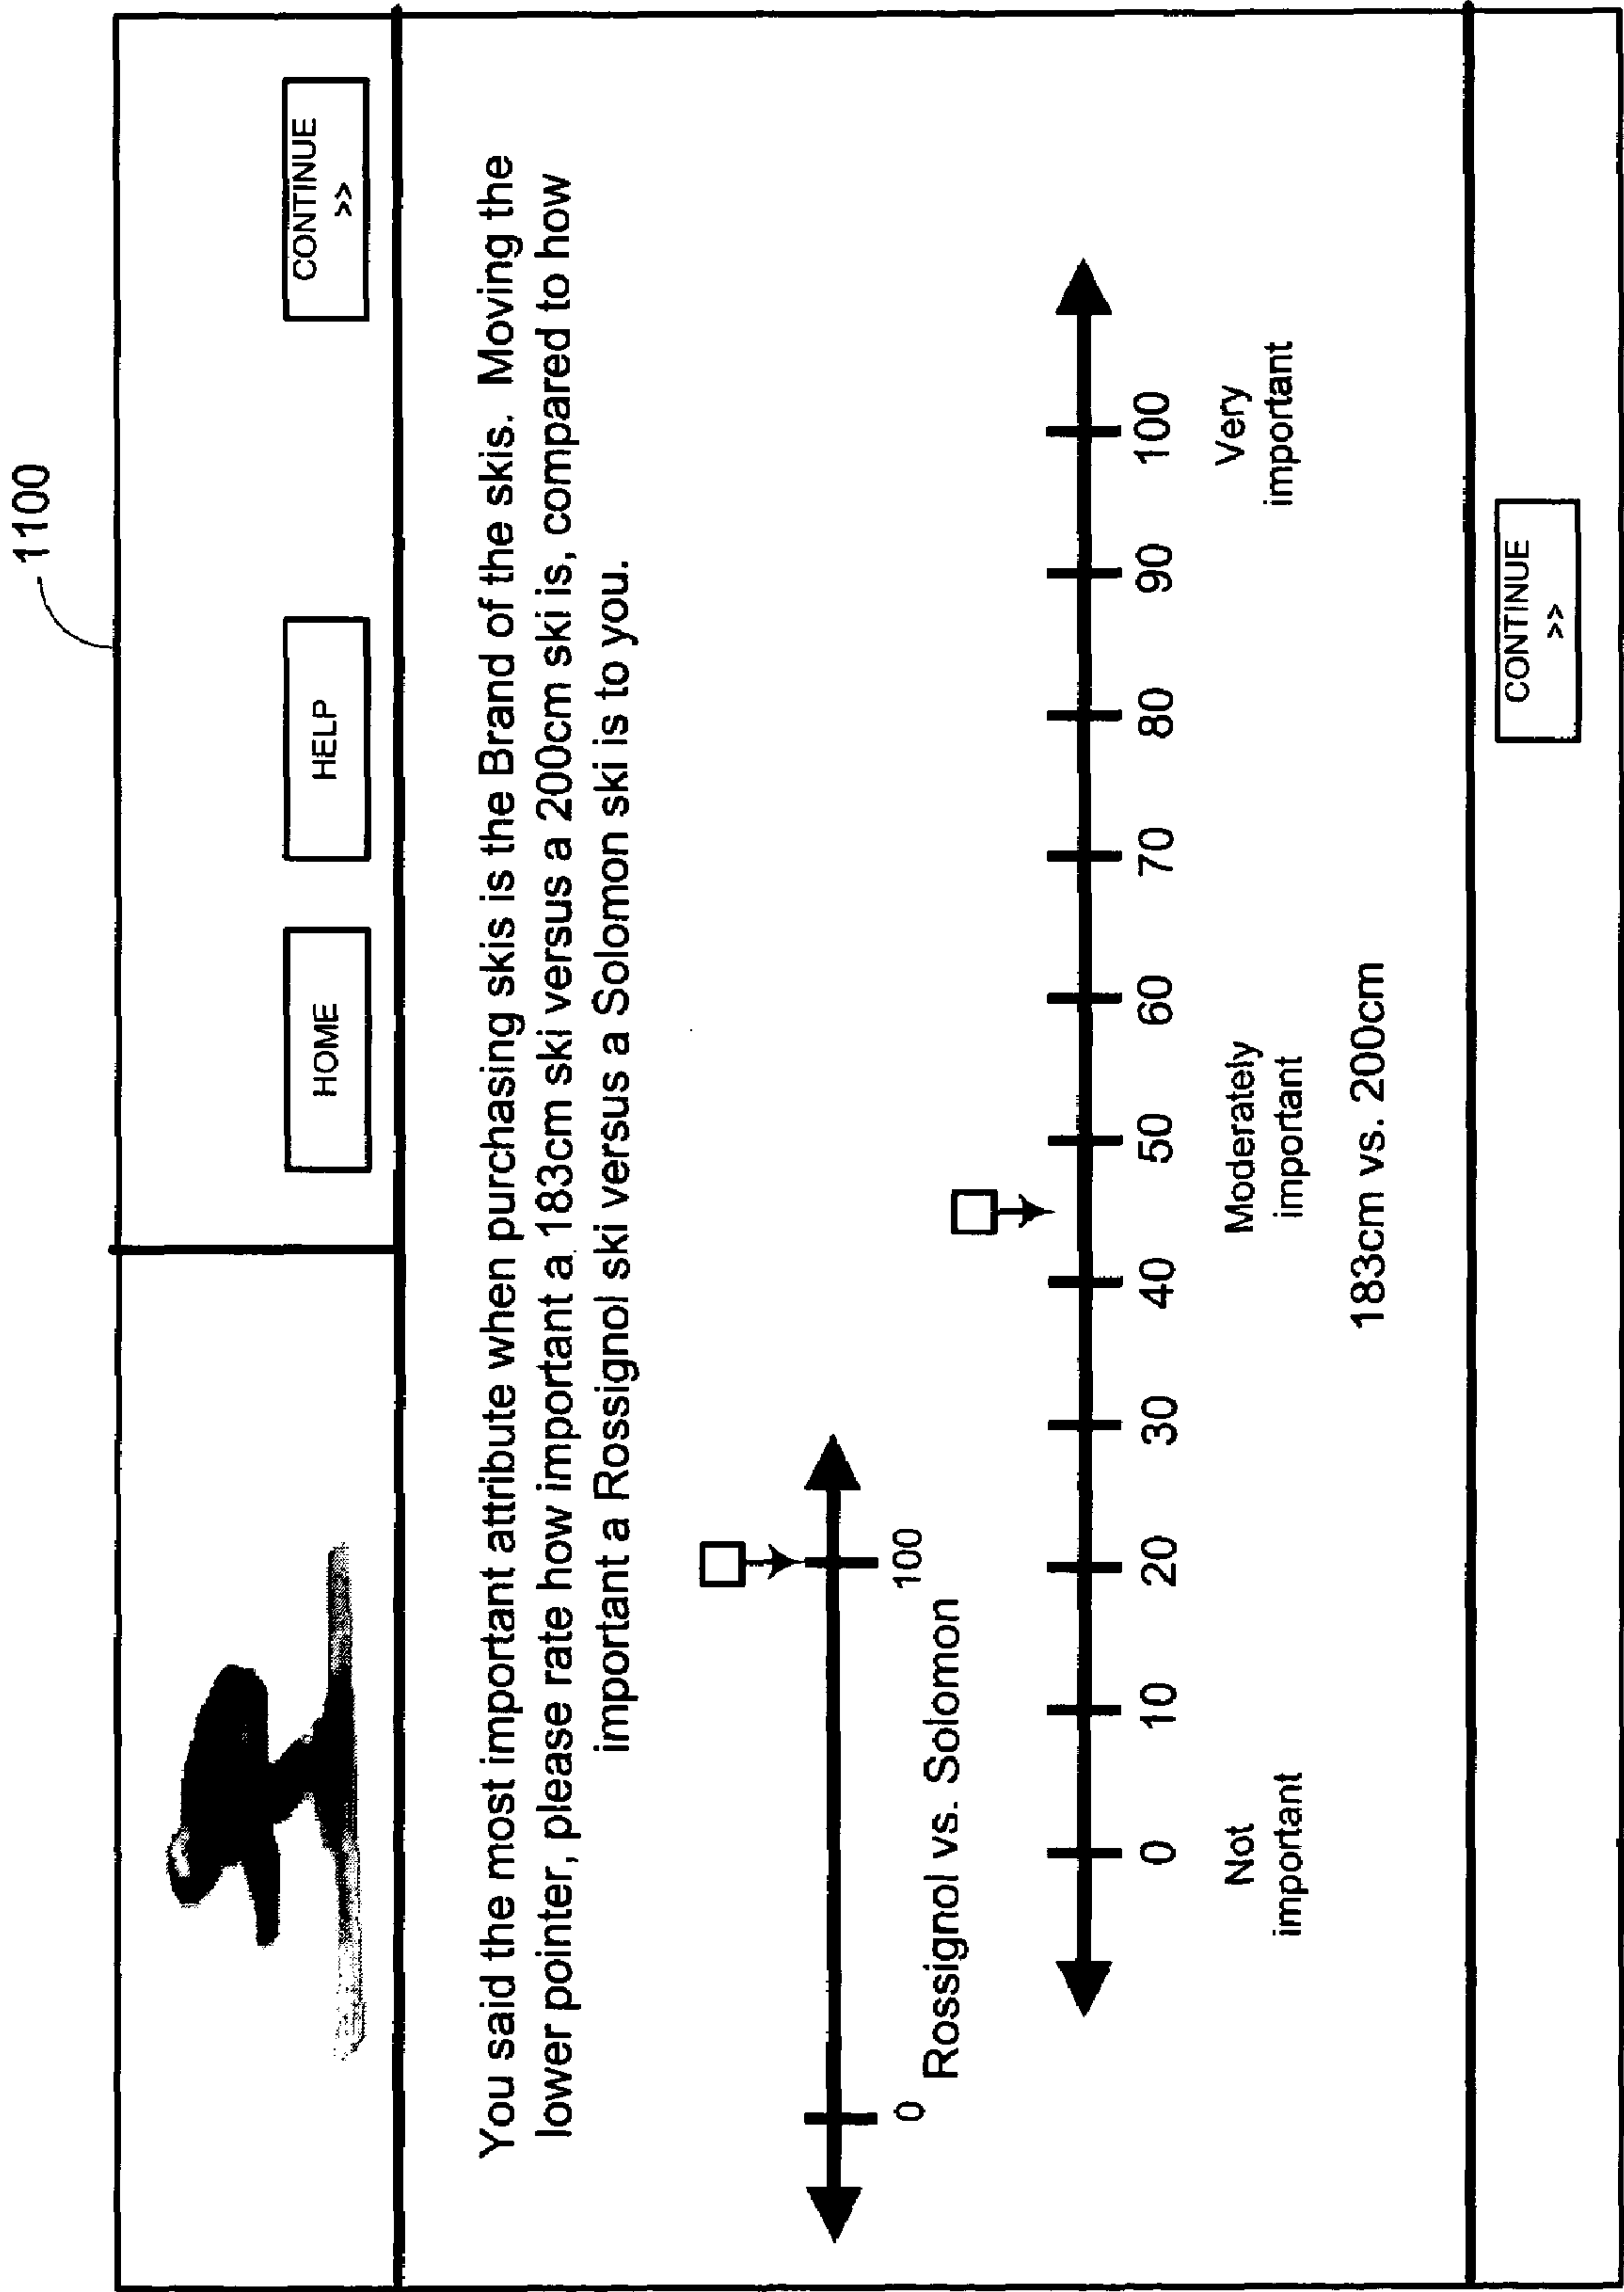 1100
HOME
HELP
CONTINUE
>>
You said the most important attribute when purchasing skis is the Brand of the skis. Moving the
lower pointer, please rate how important a 183cm ski versus a 200cm ski is, compared to how
important a Rossignol ski versus a Solomon ski is to you.
0 100
Rossignol vs. Solomon
0 10 20 30 40 50 60 70 80 90 100
Not Moderately Very
important important important
183cm vs. 200cm
CONTINUE
>>